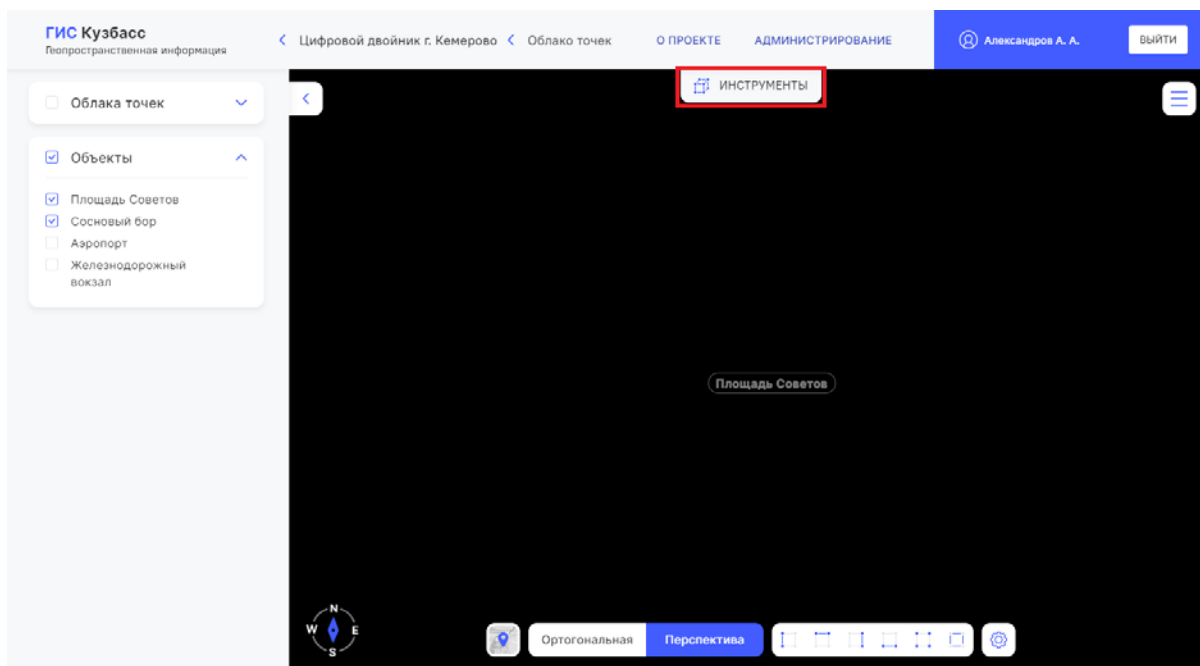 ГИС Кузбасс
Геопространственная информация
Цифровой двойник г. Кемерово
Облако точек
О ПРОЕКТЕ
АДМИНИСТРИРОВАНИЕ
Александров А. А.
ВЫЙТИ
Облака точек
ИНСТРУМЕНТЫ
Объекты
Площадь Советов
Сосновый бор
Аэропорт
Железнодорожный
вокзал
Площадь Советов
N
W
E
S
Ортогональная
Перспектива